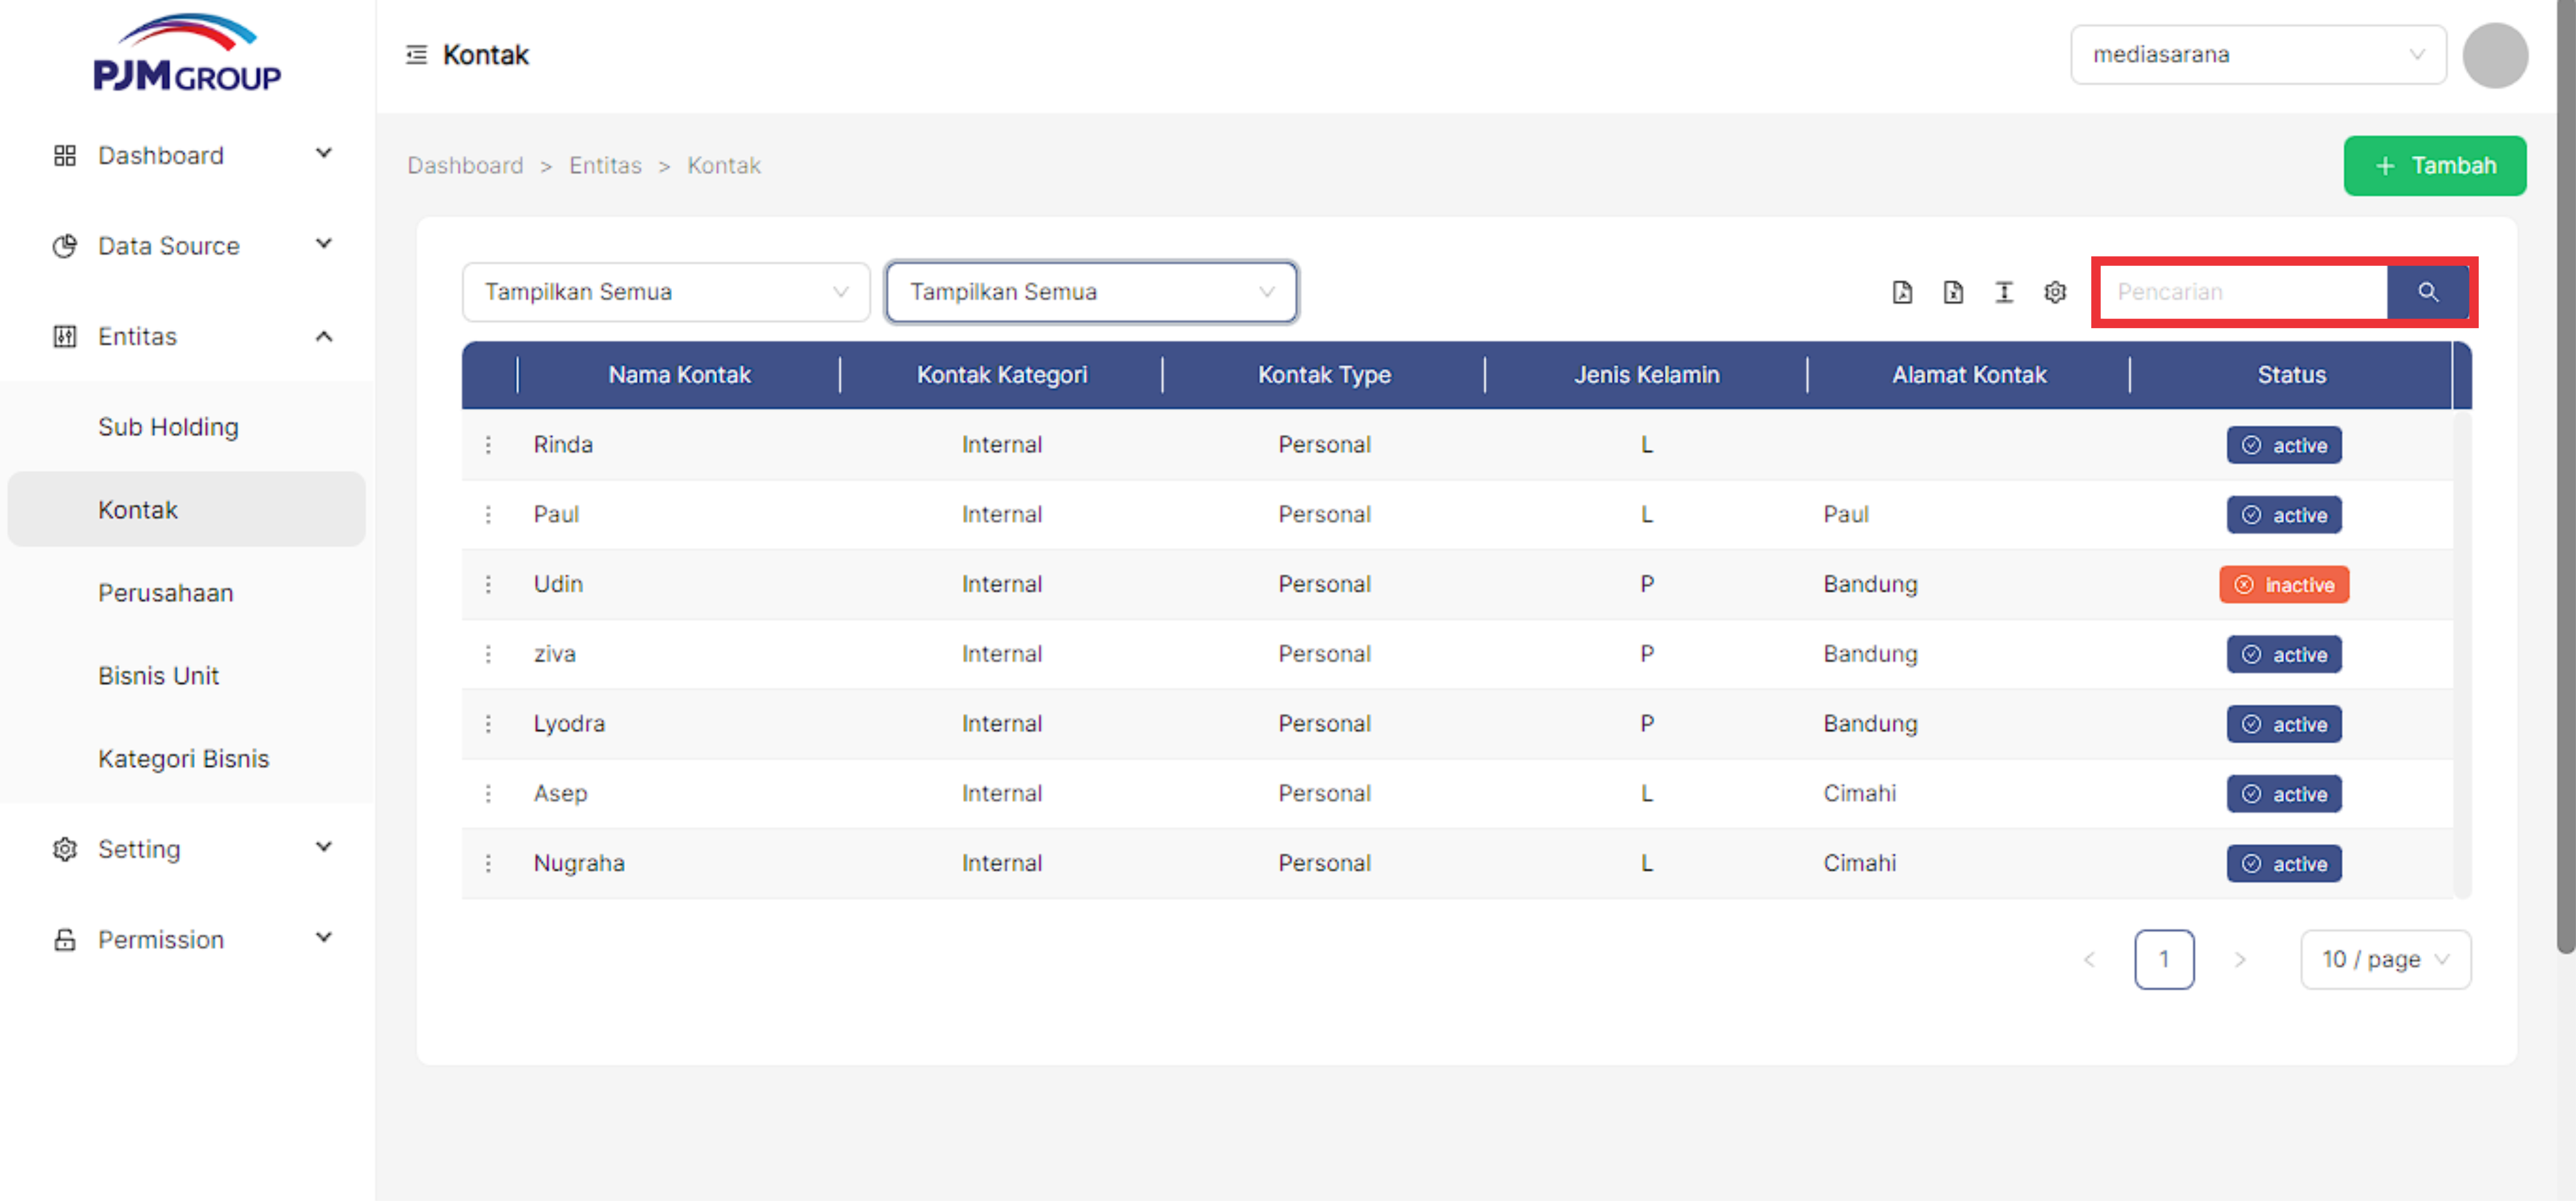 PJM GROUP
Kontak
mediasarana
Dashboard
Data Source
Entitas
Sub Holding
Kontak
Perusahaan
Bisnis Unit
Kategori Bisnis
Setting
Permission
Dashboard > Entitas > Kontak
+ Tambah
Tampilkan Semua
Tampilkan Semua
Pencarian
Nama Kontak Kontak Kategori Kontak Type Jenis Kelamin Alamat Kontak Status
Rinda Internal Personal L active
Paul Internal Personal L Paul active
Udin Internal Personal P Bandung inactive
ziva Internal Personal P Bandung active
Lyodra Internal Personal P Bandung active
Asep Internal Personal L Cimahi active
Nugraha Internal Personal L Cimahi active
< 1 > 10 / page